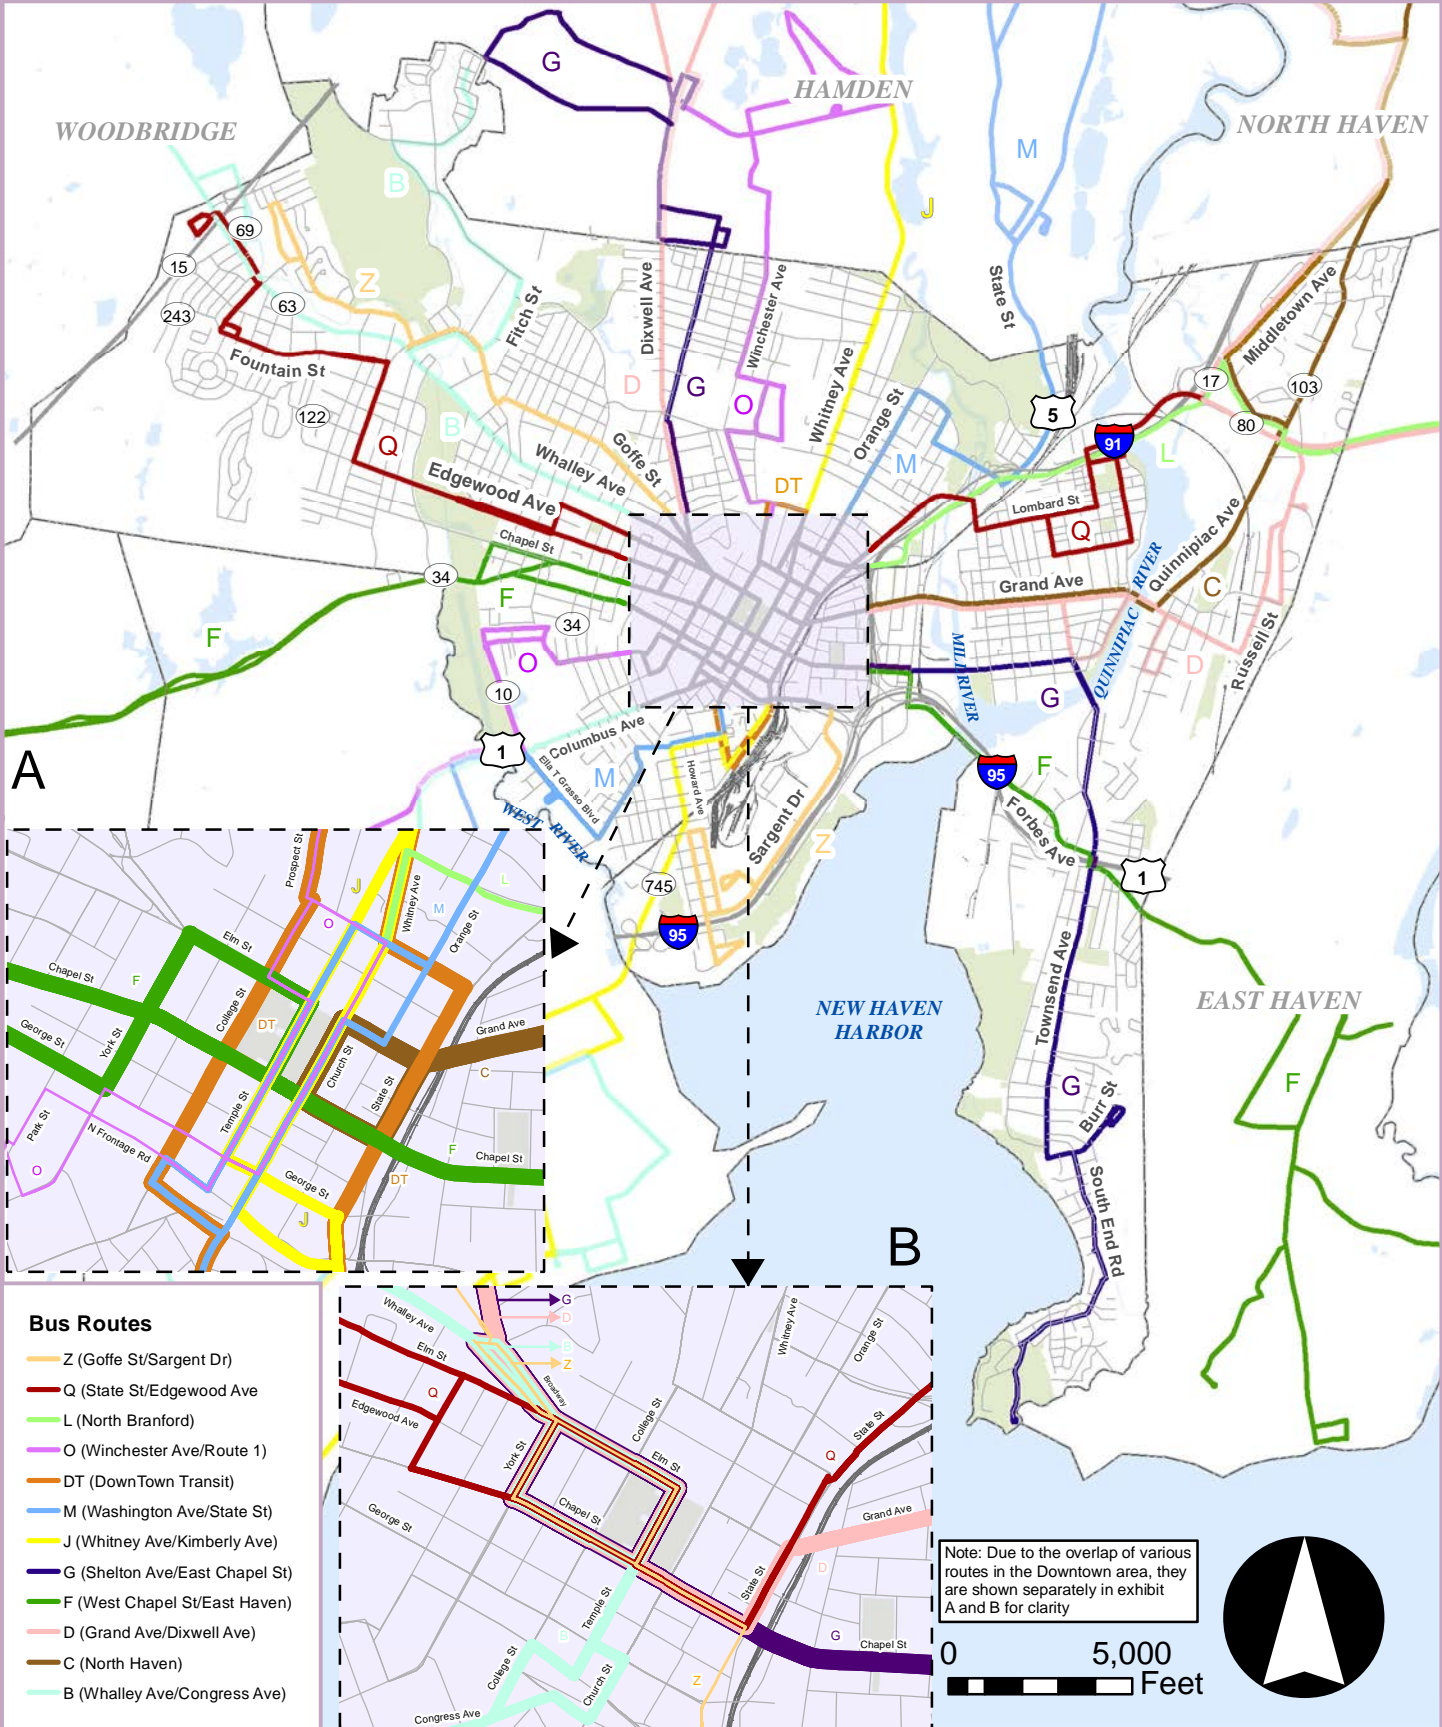 G
HAMDEN
WOODBRIDGE
NORTH HAVEN
M
B
J
69
15
Z
63
243
Fitch St
Dixwell Ave
Winchester Ave
State St
Middletown Ave
Fountain St
122
D
G
O
Whitney Ave
Orange St
5
17
103
80
91
L
B
Q
Whalley Ave
Goffe St
Edgewood Ave
M
DT
Lombard St
Q
Chapel St
34
F
34
Grand Ave
Quinnipiac Ave
C
QUINNIPIAC RIVER
MILL RIVER
Russell St
D
F
O
10
G
1
Columbus Ave
Ella T Grasso Blvd
M
Howard Ave
WEST RIVER
Sargent Dr
Z
95
F
Forbes Ave
1
A
745
95
NEW HAVEN
HARBOR
Townsend Ave
EAST HAVEN
F
G
Burr St
South End Rd
B
Prospect St
J
Whitney Ave
L
O
M
Orange St
Elm St
Chapel St
F
College St
DT
George St
York St
Grand Ave
Church St
C
State St
Temple St
Park St
N Frontage Rd
O
F
Chapel St
George St
DT
J
G
D
B
Z
Whalley Ave
Elm St
Broadway
Whitney Ave
Orange St
Q
Edgewood Ave
College St
State St
Q
York St
Elm St
Chapel St
George St
Grand Ave
D
State St
Temple St
B
G
Chapel St
College St
Church St
Z
Congress Ave
Bus Routes
Z (Goffe St/Sargent Dr)
Q (State St/Edgewood Ave
L (North Branford)
O (Winchester Ave/Route 1)
DT (DownTown Transit)
M (Washington Ave/State St)
J (Whitney Ave/Kimberly Ave)
G (Shelton Ave/East Chapel St)
F (West Chapel St/East Haven)
D (Grand Ave/Dixwell Ave)
C (North Haven)
B (Whalley Ave/Congress Ave)
Note: Due to the overlap of various
routes in the Downtown area, they
are shown separately in exhibit
A and B for clarity
0 5,000
Feet